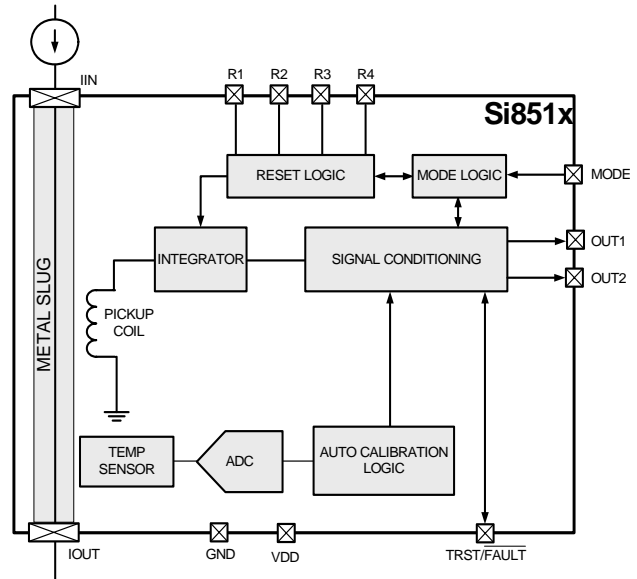 IIN
R1 R2 R3 R4
Si851x
RESET LOGIC
MODE LOGIC
MODE
METAL SLUG
INTEGRATOR
SIGNAL CONDITIONING
OUT1
OUT2
PICKUP
COIL
TEMP
SENSOR
ADC
AUTO CALIBRATION
LOGIC
IOUT
GND
VDD
TRST/FAULT